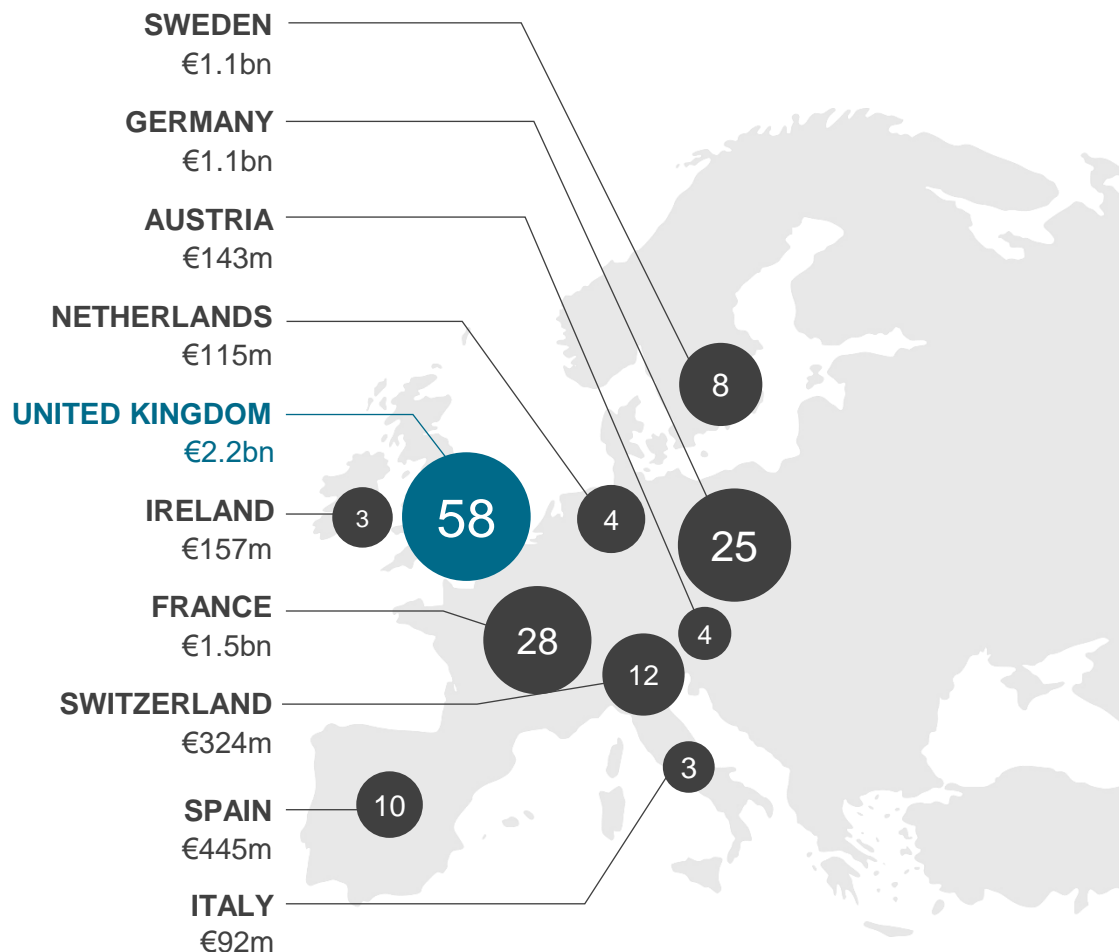 SWEDEN
€1.1bn
GERMANY
€1.1bn
AUSTRIA
€143m
NETHERLANDS
€115m
UNITED KINGDOM
€2.2bn
IRELAND
€157m
FRANCE
€1.5bn
SWITZERLAND
€324m
SPAIN
€445m
ITALY
€92m
8
3
58
4
25
28
4
12
3
10